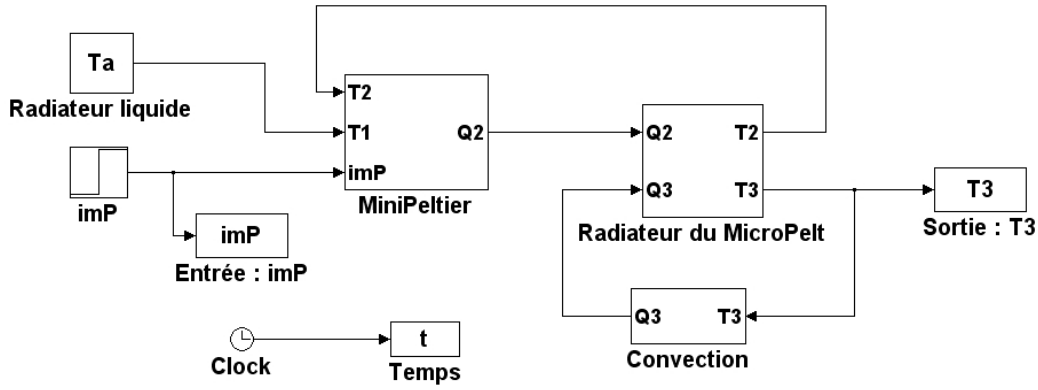 Ta
Radiateur liquide
imP
imP
Entrée : imP
T2
T1
imP
Q2
MiniPeltier
Q2
Q3
T2
T3
Radiateur du MicroPelt
T3
Sortie : T3
Q3
T3
Convection
Clock
t
Temps